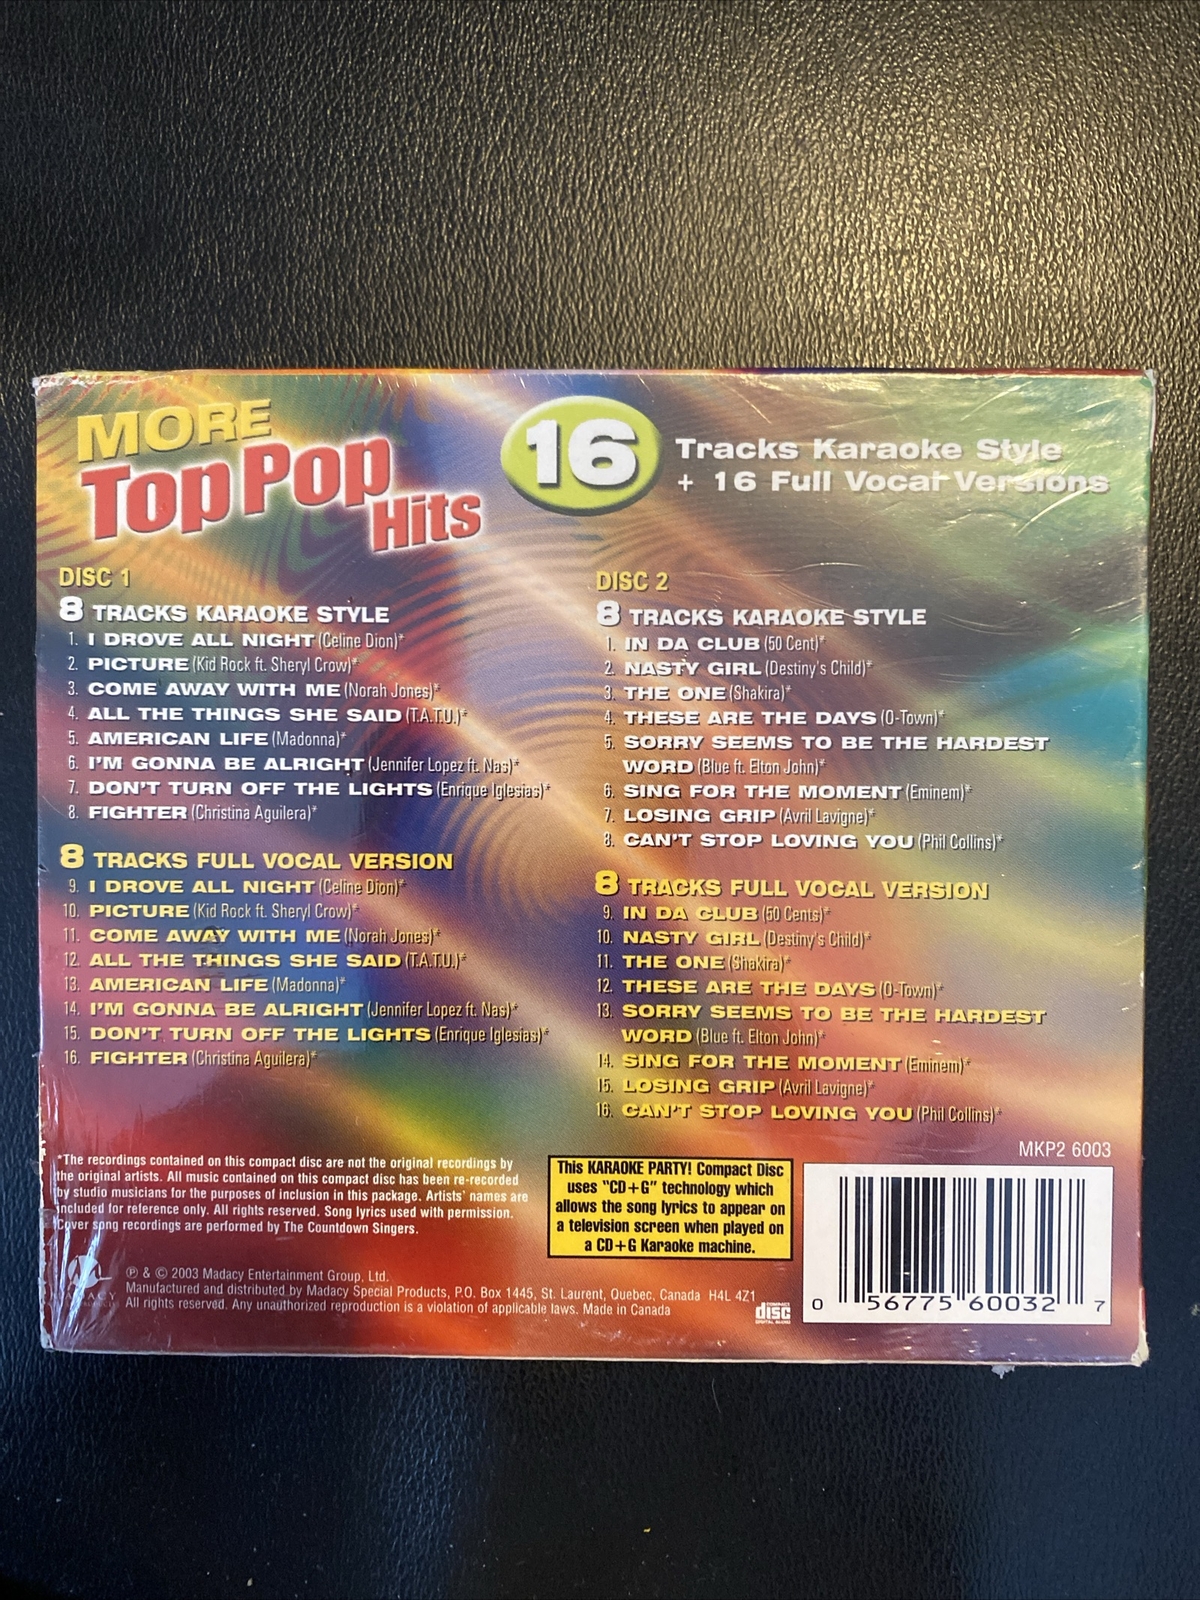 MORE
Top Pop
Hits
16
Tracks Karaoke Style
+ 16 Full Vocal Versions
DISC 1
8 TRACKS KARAOKE STYLE
1. I DROVE ALL NIGHT (Celine Dion)*
2. PICTURE (Kid Rock ft. Sheryl Crow)*
3. COME AWAY WITH ME (Norah Jones)*
4. ALL THE THINGS SHE SAID (T.A.T.U.)*
5. AMERICAN LIFE (Madonna)*
6. I'M GONNA BE ALRIGHT (Jennifer Lopez ft. Nas)*
7. DON'T TURN OFF THE LIGHTS (Enrique Iglesias)*
8. FIGHTER (Christina Aguilera)*
8 TRACKS FULL VOCAL VERSION
9. I DROVE ALL NIGHT (Celine Dion)*
10. PICTURE (Kid Rock ft. Sheryl Crow)*
11. COME AWAY WITH ME (Norah Jones)*
12. ALL THE THINGS SHE SAID (T.A.T.U.)*
13. AMERICAN LIFE (Madonna)*
14. I'M GONNA BE ALRIGHT (Jennifer Lopez ft. Nas)*
15. DON'T TURN OFF THE LIGHTS (Enrique Iglesias)*
16. FIGHTER (Christina Aguilera)*
DISC 2
8 TRACKS KARAOKE STYLE
1. IN DA CLUB (50 Cent)*
2. NASTY GIRL (Destiny's Child)*
3. THE ONE (Shakira)*
4. THESE ARE THE DAYS (O-Town)*
5. SORRY SEEMS TO BE THE HARDEST
WORD (Blue ft. Elton John)*
6. SING FOR THE MOMENT (Eminem)*
7. LOSING GRIP (Avril Lavigne)*
8. CAN'T STOP LOVING YOU (Phil Collins)*
8 TRACKS FULL VOCAL VERSION
9. IN DA CLUB (50 Cents)*
10. NASTY GIRL (Destiny's Child)*
11. THE ONE (Shakira)*
12. THESE ARE THE DAYS (O-Town)*
13. SORRY SEEMS TO BE THE HARDEST
WORD (Blue ft. Elton John)*
14. SING FOR THE MOMENT (Eminem)*
15. LOSING GRIP (Avril Lavigne)*
16. CAN'T STOP LOVING YOU (Phil Collins)*
*The recordings contained on this compact disc are not the original recordings by
the original artists. All music contained on this compact disc has been re-recorded
by studio musicians for the purposes of inclusion in this package. Artists' names are
included for reference only. All rights reserved. Song lyrics used with permission.
Cover song recordings are performed by The Countdown Singers.
This KARAOKE PARTY! Compact Disc
uses "CD+G" technology which
allows the song lyrics to appear on
a television screen when played on
a CD+G Karaoke machine.
MKP2 6003
℗ & © 2003 Madacy Entertainment Group, Ltd.
Manufactured and distributed by Madacy Special Products, P.O. Box 1445, St. Laurent, Quebec, Canada H4L 4Z1
All rights reserved. Any unauthorized reproduction is a violation of applicable laws. Made in Canada
COMPACT
disc
DIGITAL AUDIO
0 56775 60032 7